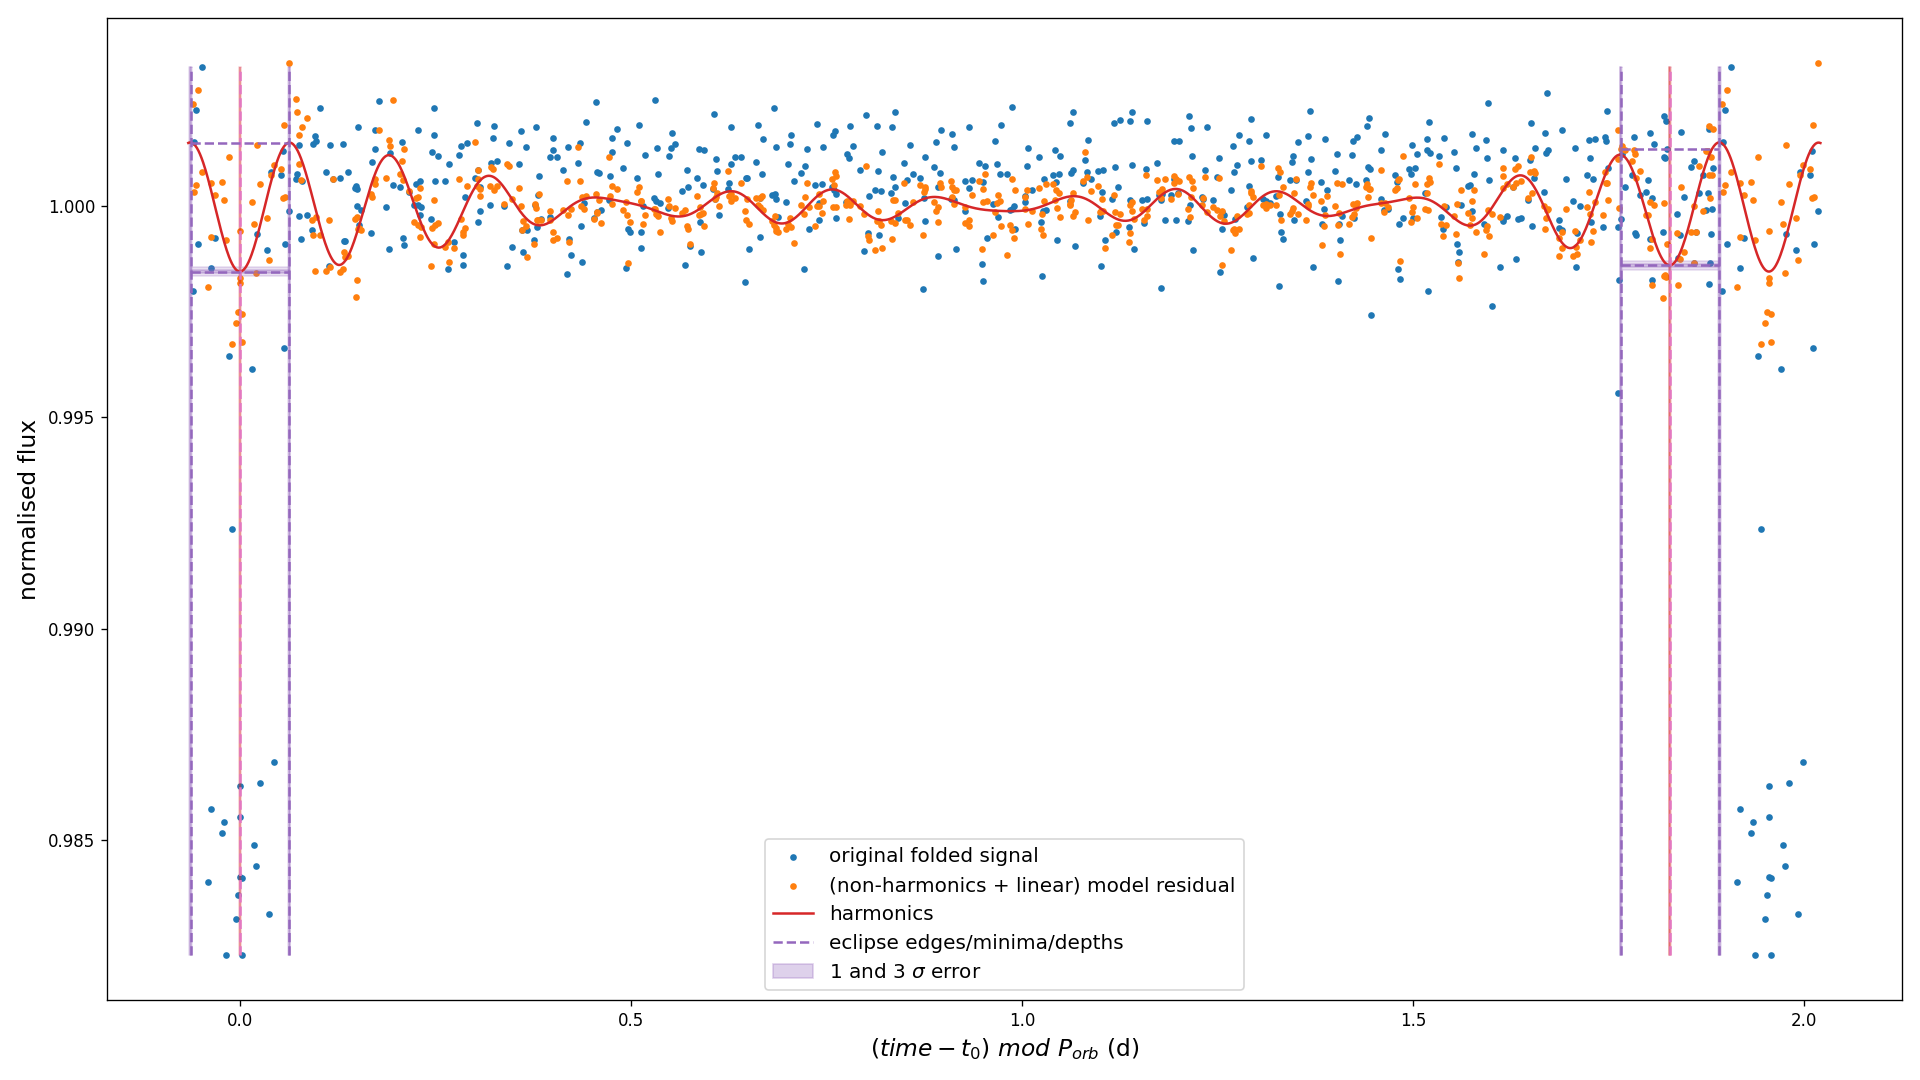 normalised flux
1.000
0.995
0.990
0.985
original folded signal
(non-harmonics + linear) model residual
harmonics
eclipse edges/minima/depths
1 and 3 σ error
0.0 0.5 1.0 1.5 2.0
(time − t₀) mod Pₒᵣᵦ (d)